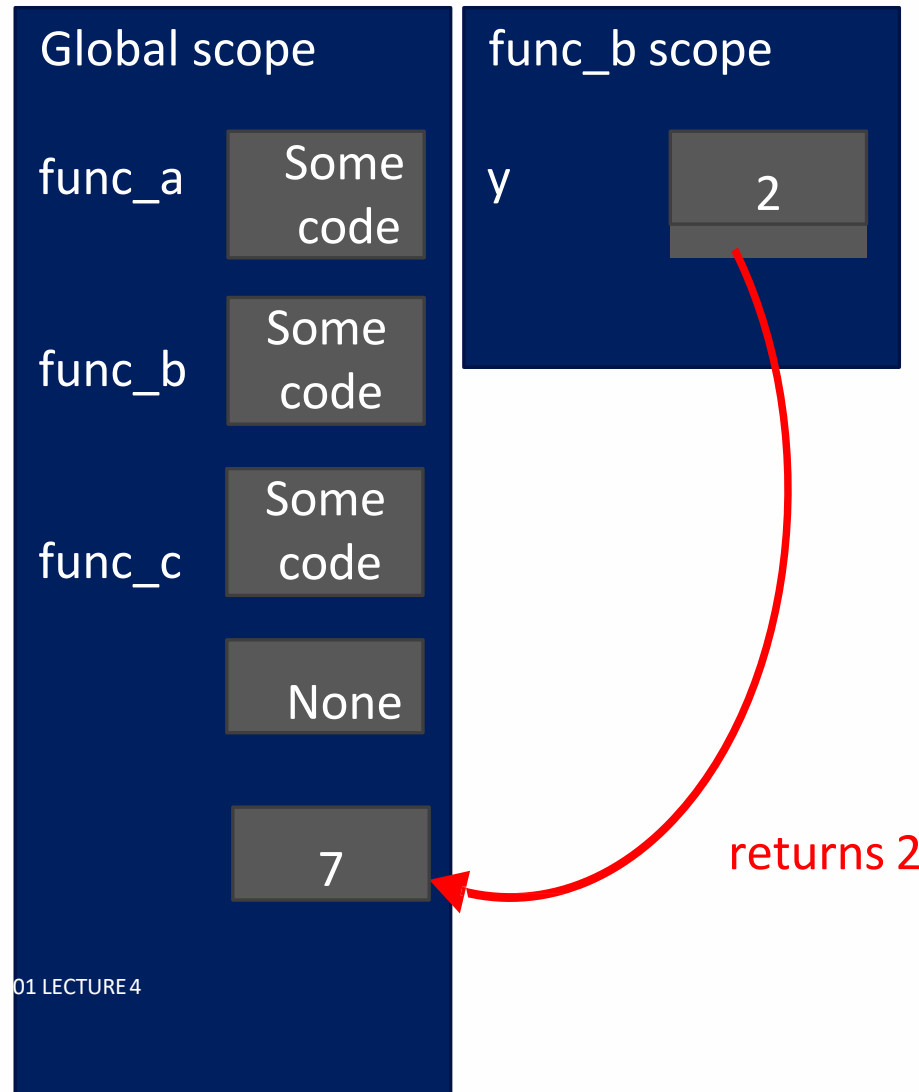 Global scope
func_a
Some
code
func_b
Some
code
func_c
Some
code
None
7
01 LECTURE 4
func_b scope
y
2
returns 2